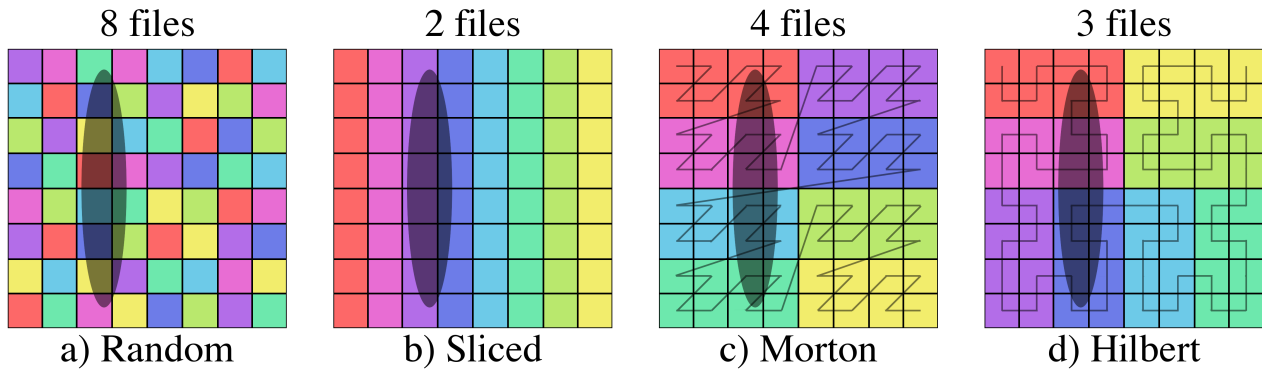 8 files
2 files
4 files
3 files
a) Random
b) Sliced
c) Morton
d) Hilbert